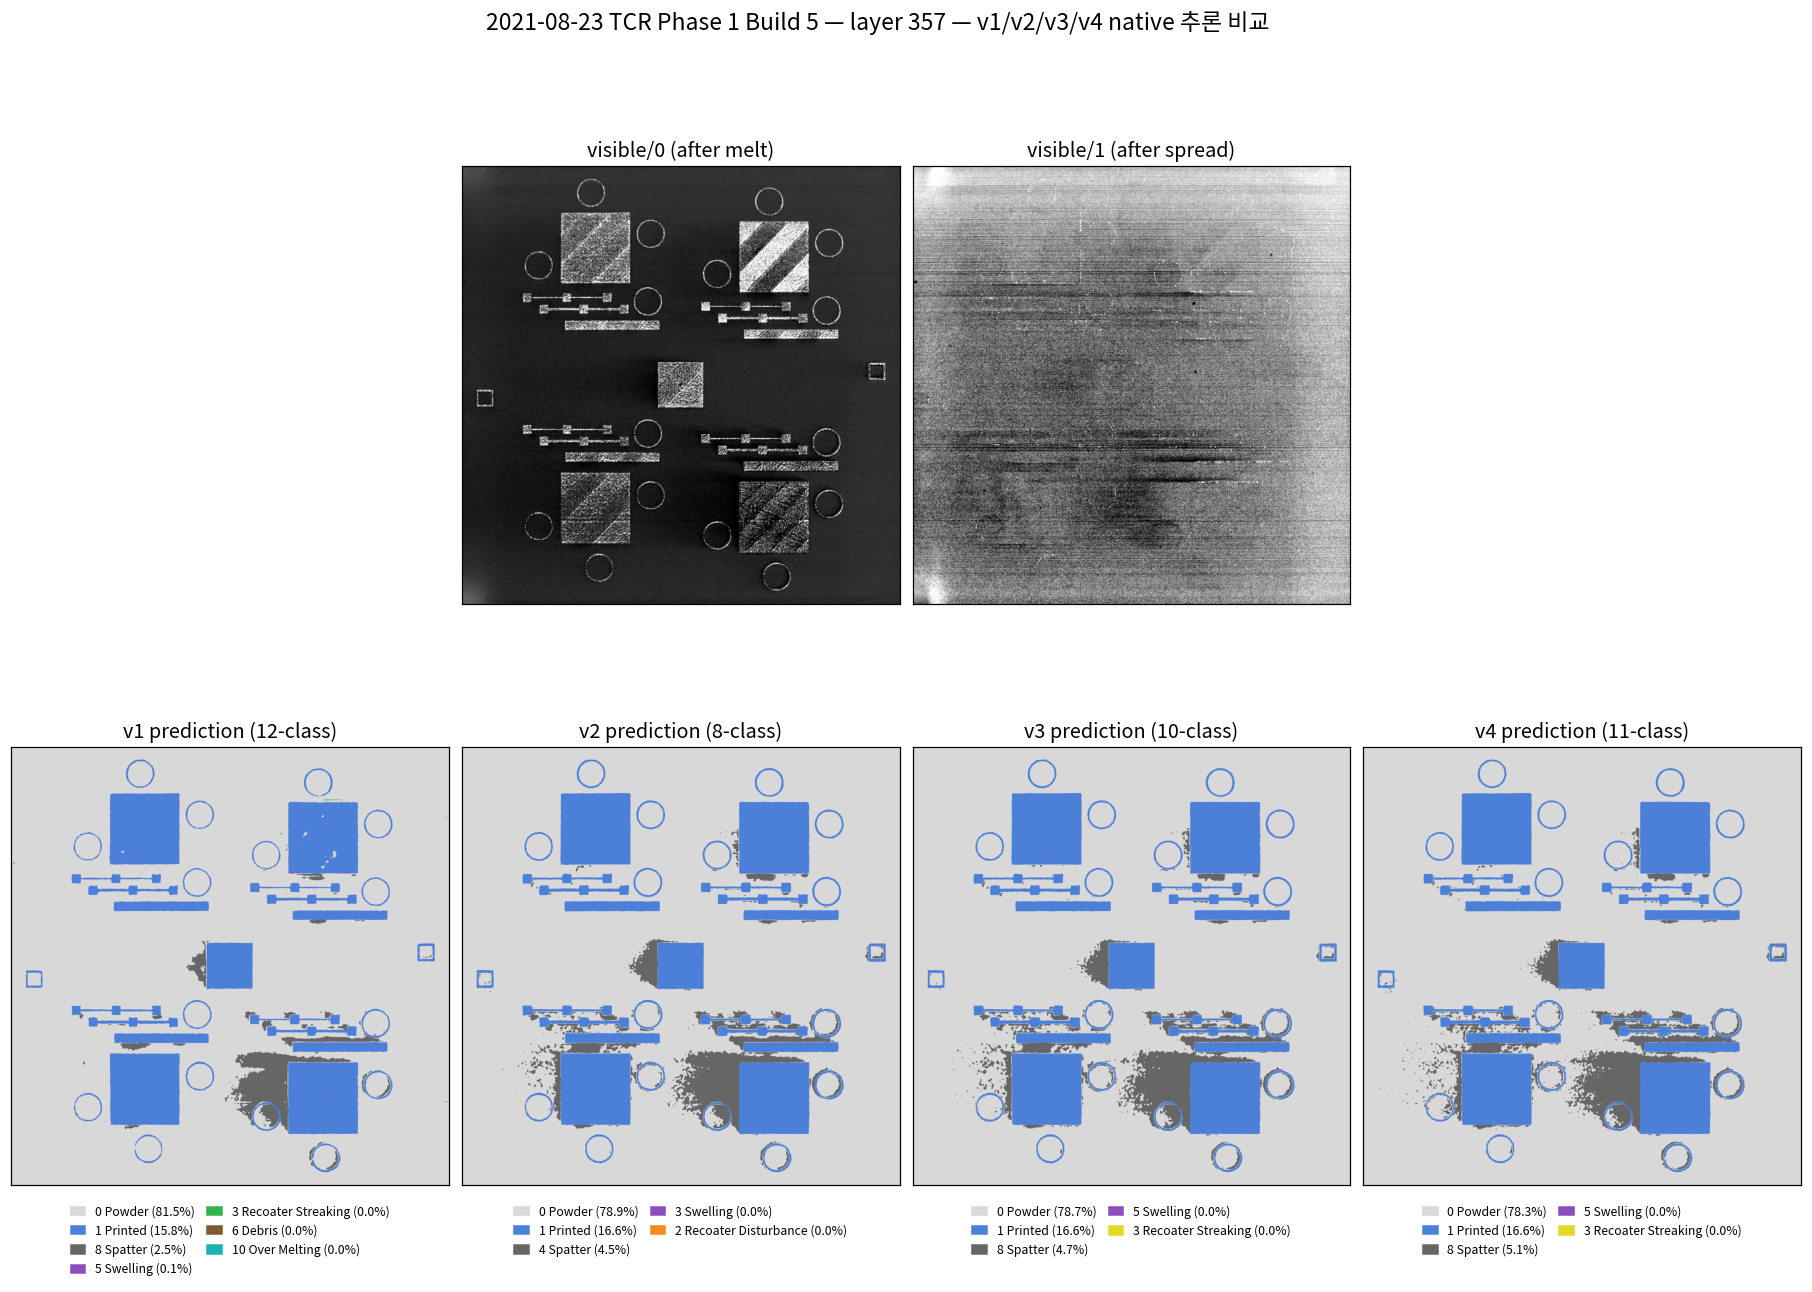 2021-08-23 TCR Phase 1 Build 5 — layer 357 — v1/v2/v3/v4 native 추론 비교
visible/0 (after melt)
visible/1 (after spread)
v1 prediction (12-class)
v2 prediction (8-class)
v3 prediction (10-class)
v4 prediction (11-class)
0 Powder (81.5%)
1 Printed (15.8%)
8 Spatter (2.5%)
5 Swelling (0.1%)
3 Recoater Streaking (0.0%)
6 Debris (0.0%)
10 Over Melting (0.0%)
0 Powder (78.9%)
1 Printed (16.6%)
4 Spatter (4.5%)
3 Swelling (0.0%)
2 Recoater Disturbance (0.0%)
0 Powder (78.7%)
1 Printed (16.6%)
8 Spatter (4.7%)
5 Swelling (0.0%)
3 Recoater Streaking (0.0%)
0 Powder (78.3%)
1 Printed (16.6%)
8 Spatter (5.1%)
5 Swelling (0.0%)
3 Recoater Streaking (0.0%)